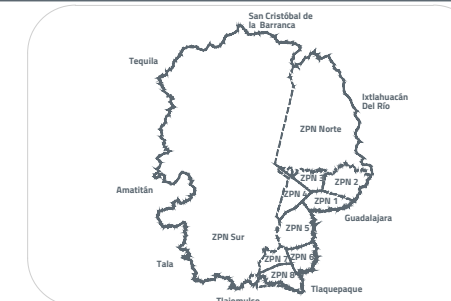 San Cristóbal de
la Barranca
Tequila
Ixtlahuacán
Del Río
ZPN Norte
ZPN 3
ZPN 2
Amatitán
ZPN 4
ZPN 1
Guadalajara
ZPN 5
ZPN Sur
ZPN 7
ZPN 6
Tala
ZPN 8
Tlaquepaque
Tlajomulco